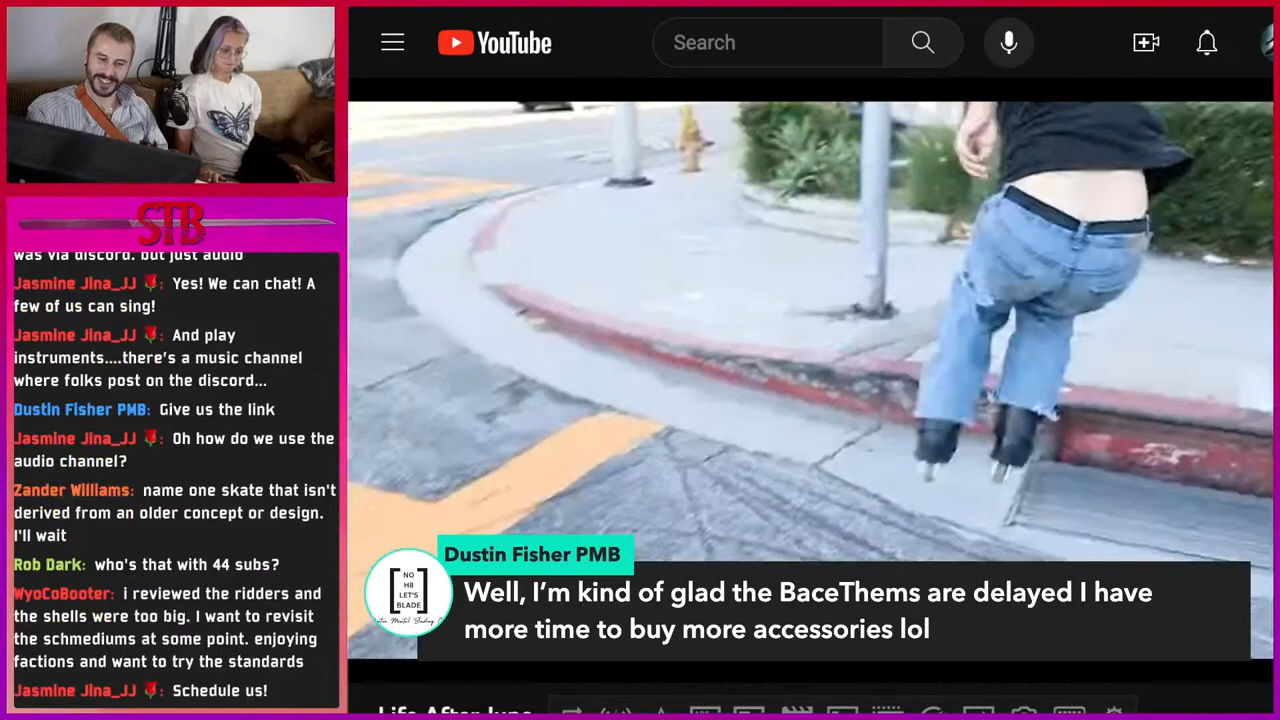 YouTube
Search
STB
was via discord. but just audio
Jasmine Jina_JJ 🌹: Yes! We can chat! A
few of us can sing!
Jasmine Jina_JJ 🌹: And play
instruments....there's a music channel
where folks post on the discord...
Dustin Fisher PMB: Give us the link
Jasmine Jina_JJ 🌹: Oh how do we use the
audio channel?
Zander Williams: name one skate that isn't
derived from an older concept or design.
I'll wait
Rob Dark: who's that with 44 subs?
WyoCoBooter: i reviewed the ridders and
the shells were too big. I want to revisit
the schmediums at some point. enjoying
factions and want to try the standards
Jasmine Jina_JJ 🌹: Schedule us!
Dustin Fisher PMB
NO
H8
LET'S
BLADE
Well, I'm kind of glad the BaceThems are delayed I have
more time to buy more accessories lol
Life After June